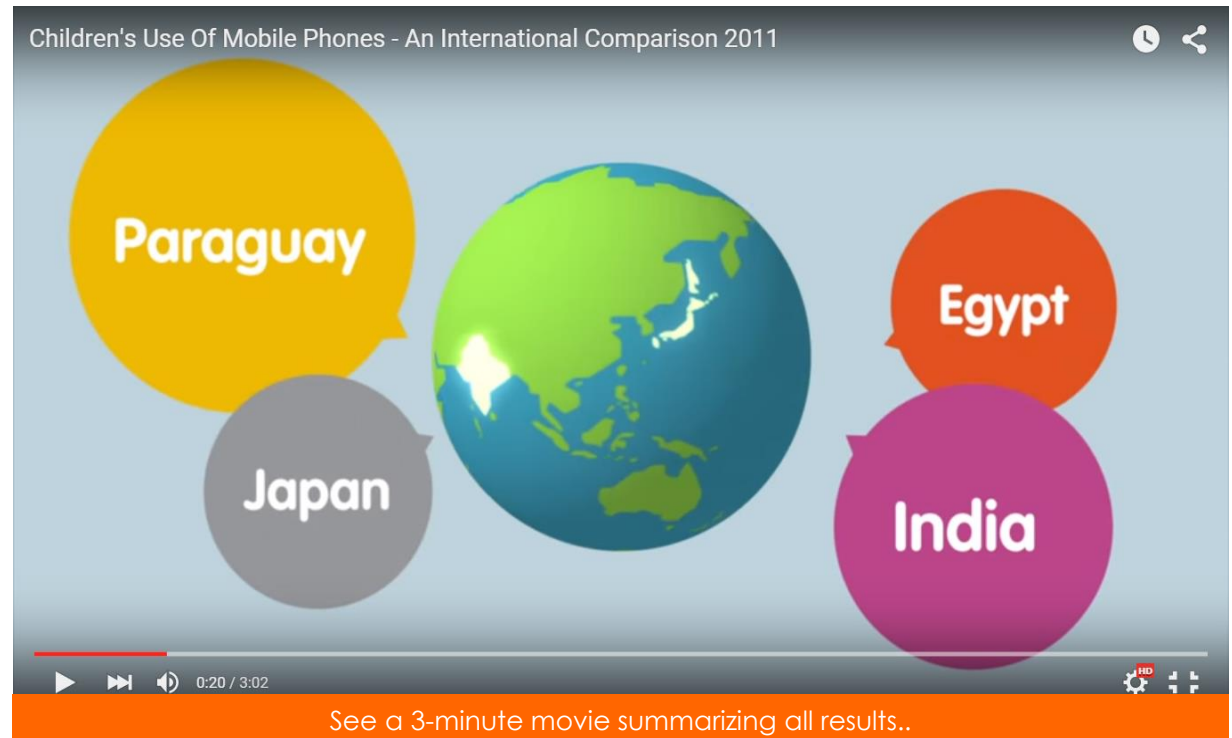 Children's Use Of Mobile Phones - An International Comparison 2011
Paraguay
Egypt
Japan
India
0:20 / 3:02
HD
See a 3-minute movie summarizing all results..